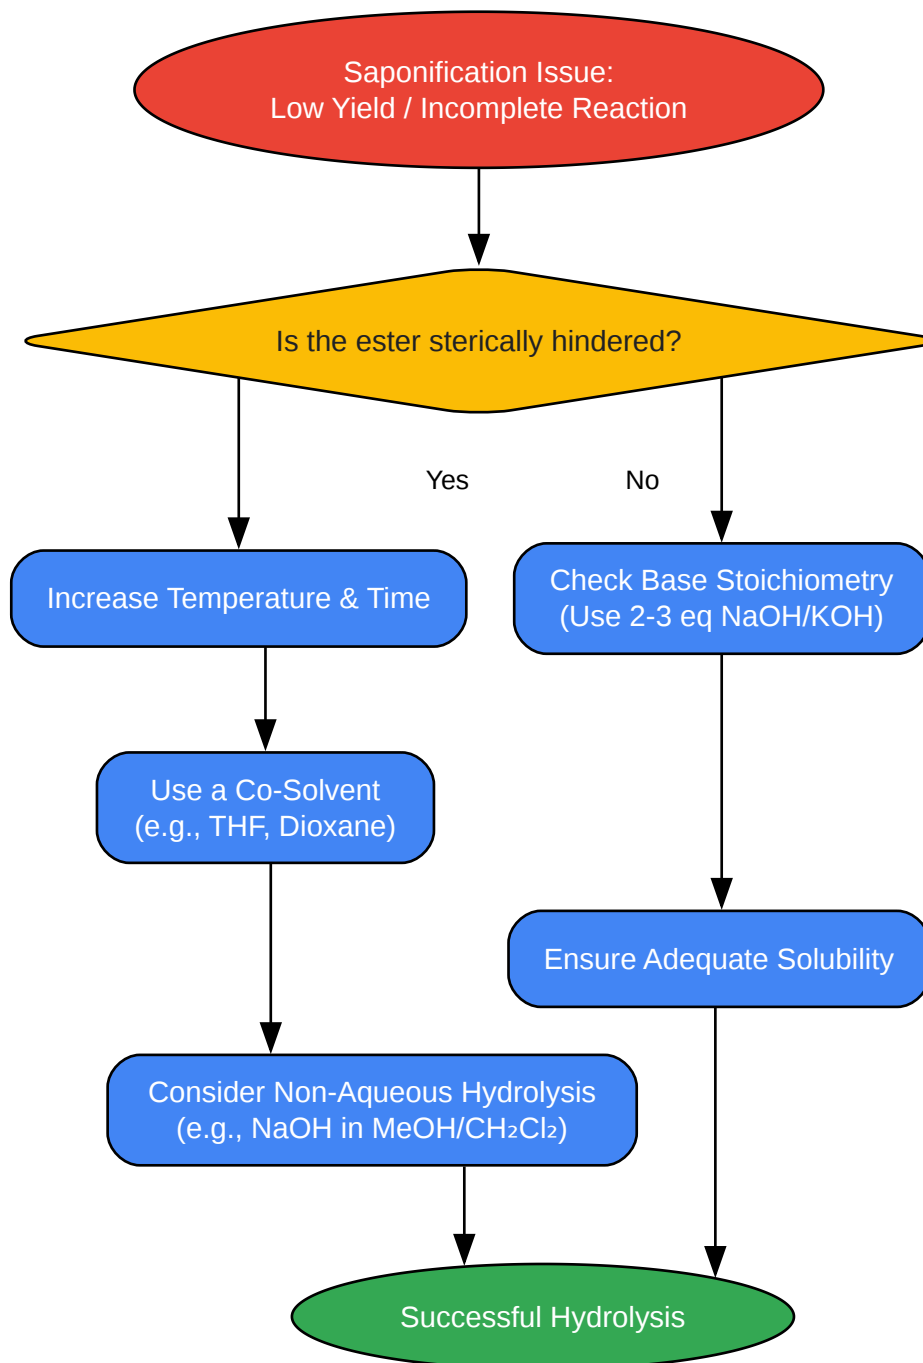 Saponification Issue:
Low Yield / Incomplete Reaction
Is the ester sterically hindered?
Yes
No
Increase Temperature & Time
Check Base Stoichiometry
(Use 2-3 eq NaOH/KOH)
Use a Co-Solvent
(e.g., THF, Dioxane)
Ensure Adequate Solubility
Consider Non-Aqueous Hydrolysis
(e.g., NaOH in MeOH/CH₂Cl₂)
Successful Hydrolysis